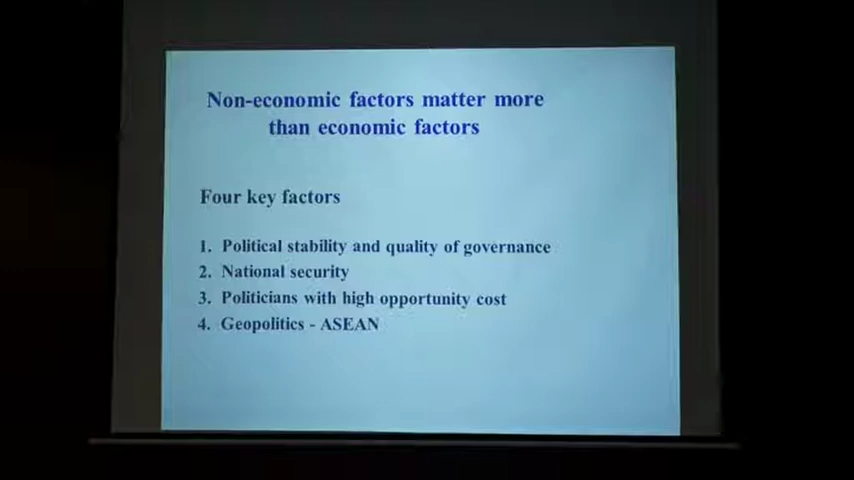 Non-economic factors matter more
than economic factors
Four key factors
1. Political stability and quality of governance
2. National security
3. Politicians with high opportunity cost
4. Geopolitics - ASEAN